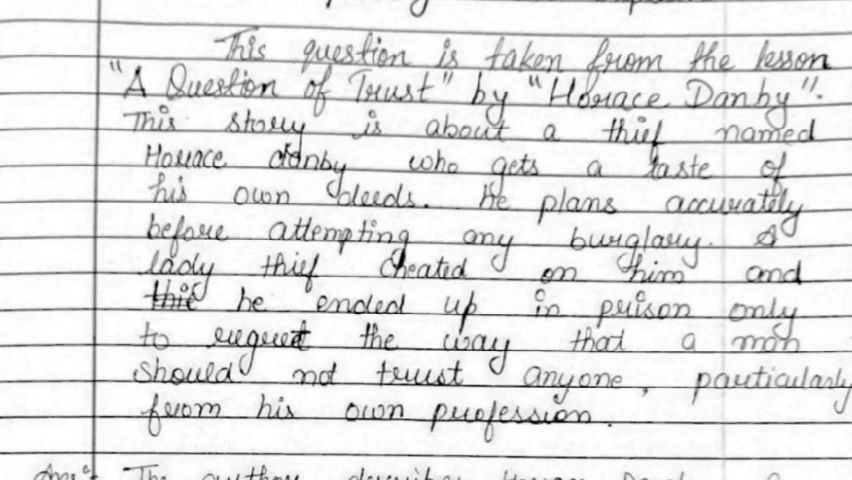 This question is taken from the lesson
"A Question of Trust" by "Horace Danby".
This story is about a thief named
Horace danby who gets a taste of
his own deeds. He plans accurately
before attempting any burglary. A
lady thief cheated on him and
he ended up in prison only
to regret the way that a man
should not trust anyone, particularly
from his own profession.
Ans: The author describes Horace